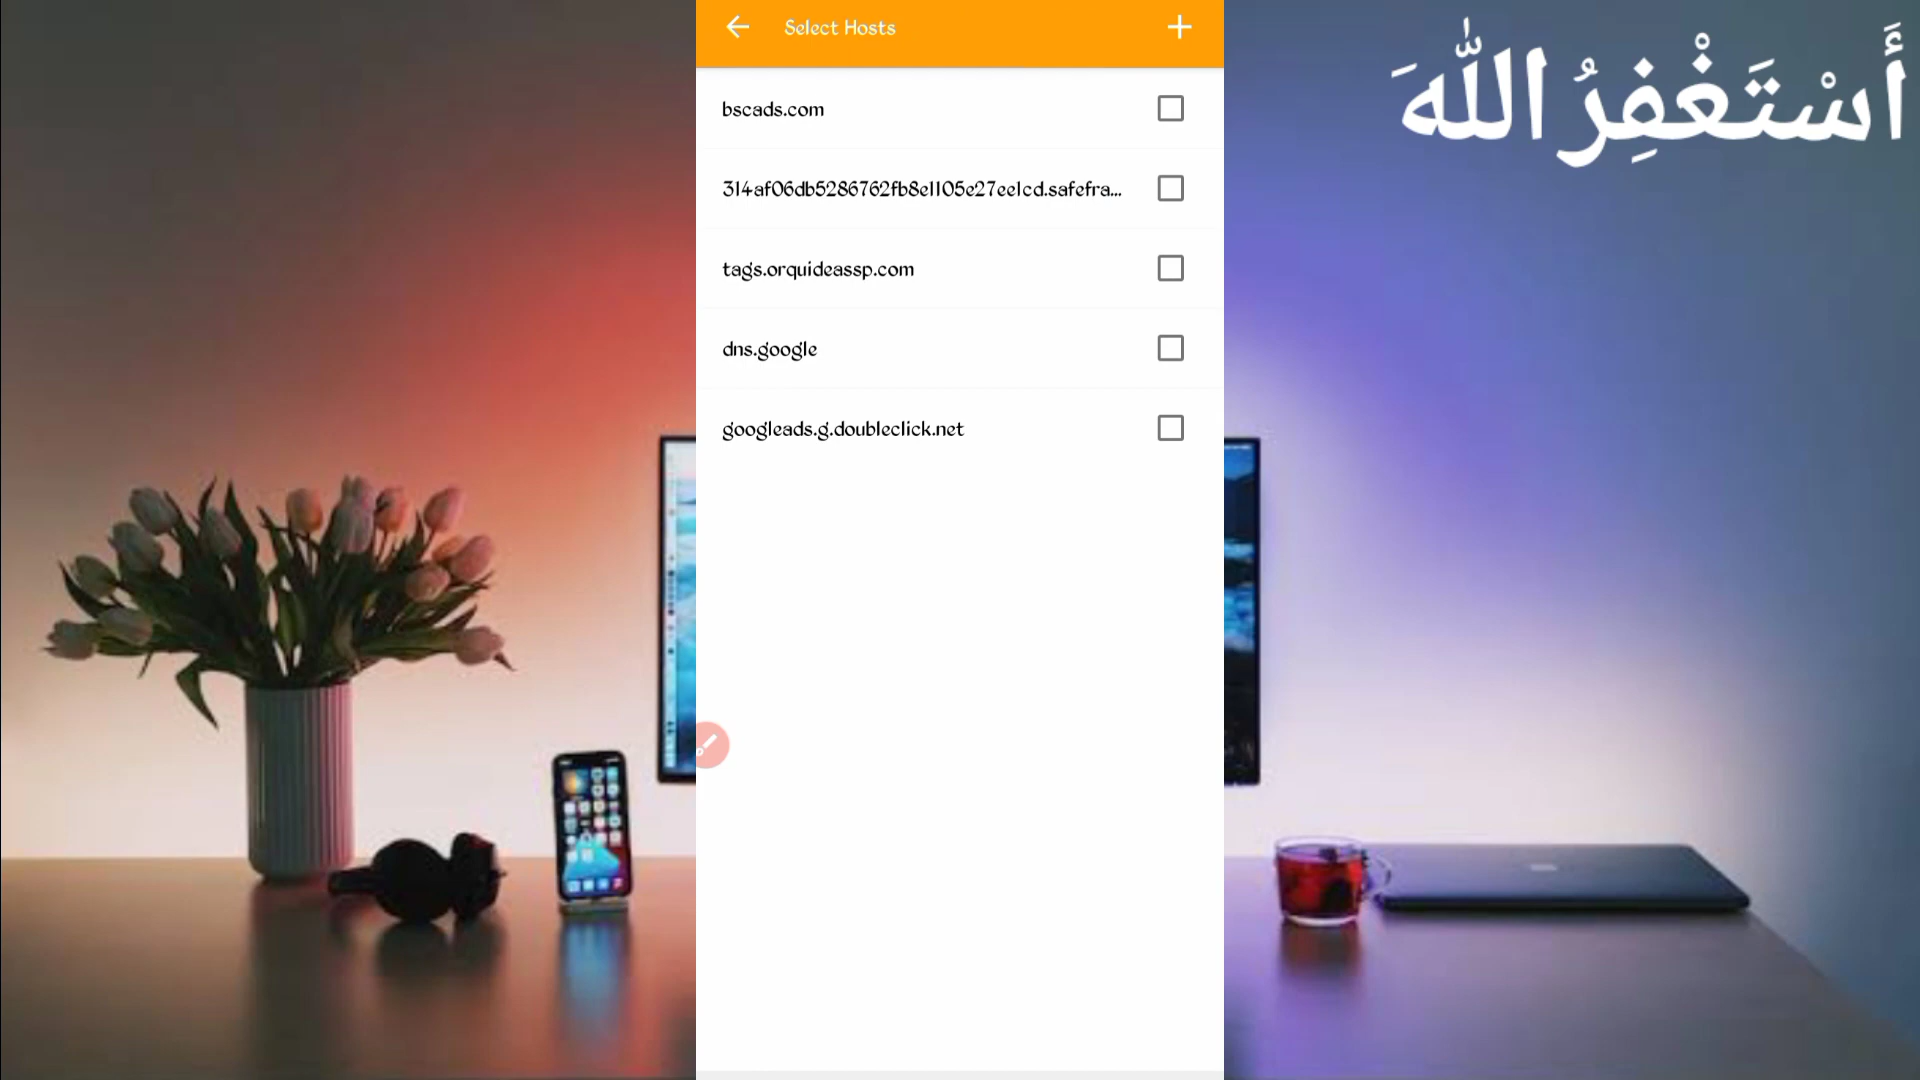 Select Hosts
أَسْتَغْفِرُ اللّٰهَ
bscads.com
314af06db5286762fb8e1105e27ee1cd.safefra...
tags.orquideassp.com
dns.google
googleads.g.doubleclick.net